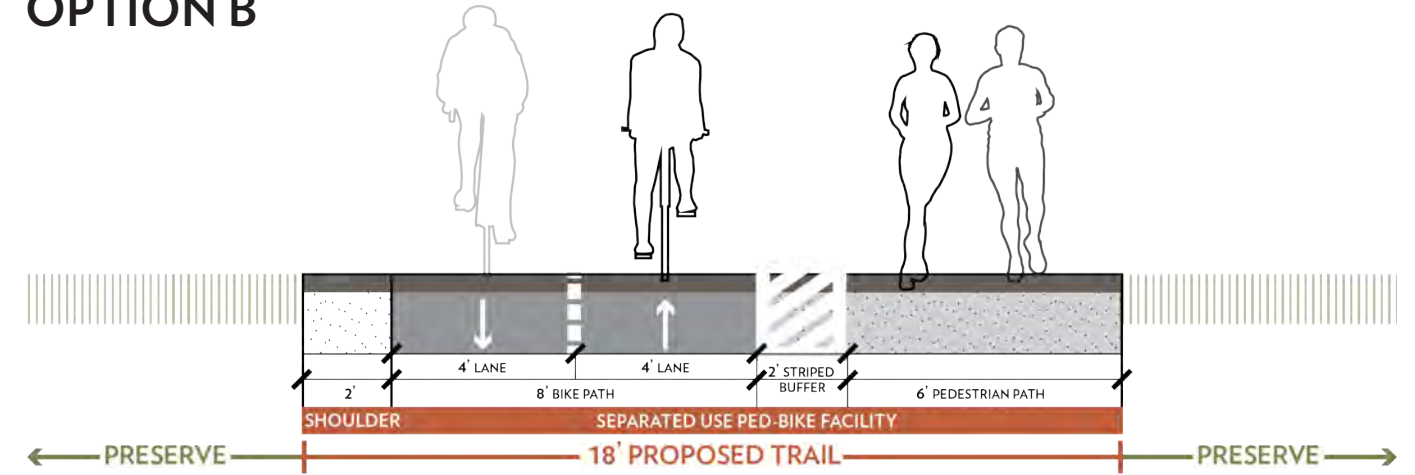 OPTION B
4' LANE
4' LANE
2' STRIPED
BUFFER
2'
8' BIKE PATH
6' PEDESTRIAN PATH
SHOULDER
SEPARATED USE PED-BIKE FACILITY
PRESERVE
18' PROPOSED TRAIL
PRESERVE